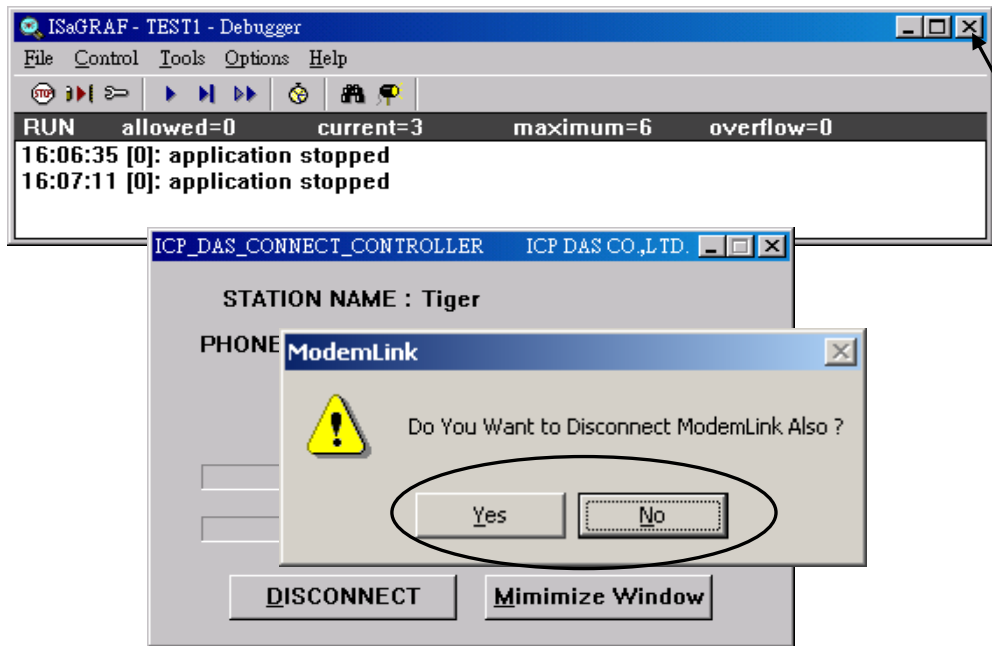 ISaGRAF - TEST1 - Debugger
File Control Tools Options Help
STOP
RUN allowed=0 current=3 maximum=6 overflow=0
16:06:35 [0]: application stopped
16:07:11 [0]: application stopped
ICP_DAS_CONNECT_CONTROLLER ICP DAS CO.,LTD.
STATION NAME : Tiger
PHONE
ModemLink
Do You Want to Disconnect ModemLink Also ?
Yes No
DISCONNECT Mimimize Window